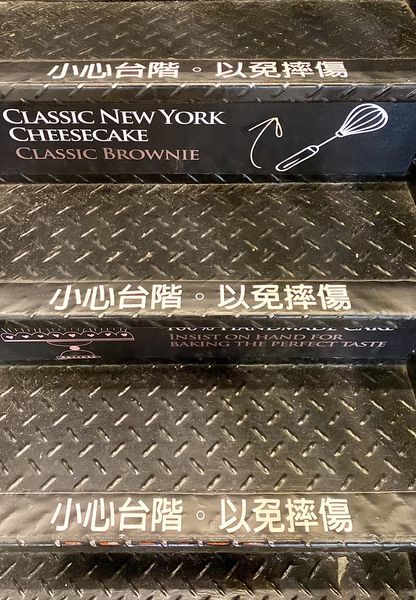 小心台階。以免摔傷
CLASSIC NEW YORK
CHEESECAKE
CLASSIC BROWNIE
小心台階。以免摔傷
100% HANDMADE CAKE
INSIST ON HAND FOR
BAKING THE PERFECT TASTE
小心台階。以免摔傷